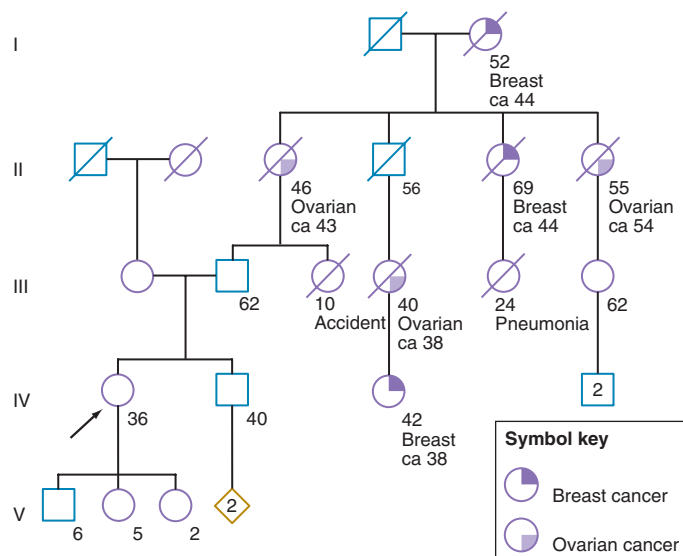 I
52
Breast
ca 44
II
46
Ovarian
ca 43
56
69
Breast
ca 44
55
Ovarian
ca 54
III
62
10
Accident
40
Ovarian
ca 38
24
Pneumonia
62
IV
36
40
42
Breast
ca 38
2
V
6
5
2
2
Symbol key
Breast cancer
Ovarian cancer